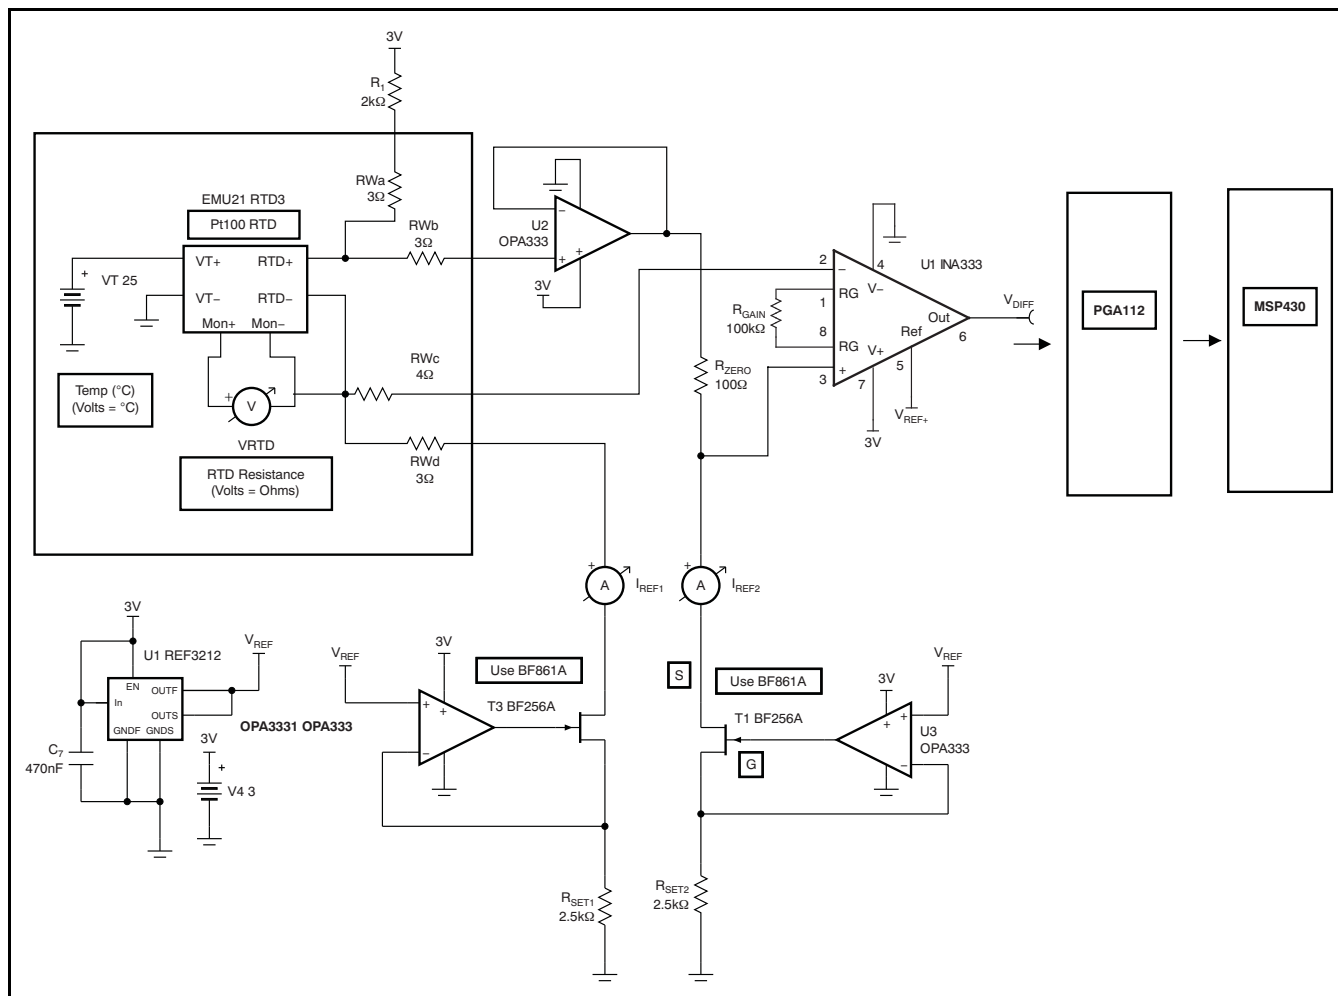 3V
R1
2kΩ
RWa
3Ω
EMU21 RTD3
Pt100 RTD
RWb
3Ω
VT+
RTD+
+
VT 25
VT−
RTD−
Mon+
Mon−
Temp (°C)
(Volts = °C)
+
V
VRTD
RTD Resistance
(Volts = Ohms)
RWc
4Ω
RWd
3Ω
−
U2
OPA333
+
+
3V
RZERO
100Ω
RGAIN
100kΩ
2
−
4
U1 INA333
RG
V−
1
8
RG
V+
Ref
Out
6
+
3
7
5
3V
VREF+
VDIFF
PGA112
MSP430
+
A
IREF1
+
A
IREF2
3V
U1 REF3212
VREF
EN
OUTF
In
OUTS
GNDF
GNDS
C7
470nF
OPA3331 OPA333
3V
+
V4 3
VREF
3V
+
+
−
Use BF861A
T3 BF256A
S
Use BF861A
T1 BF256A
G
3V
VREF
+
+
−
U3
OPA333
RSET1
2.5kΩ
RSET2
2.5kΩ